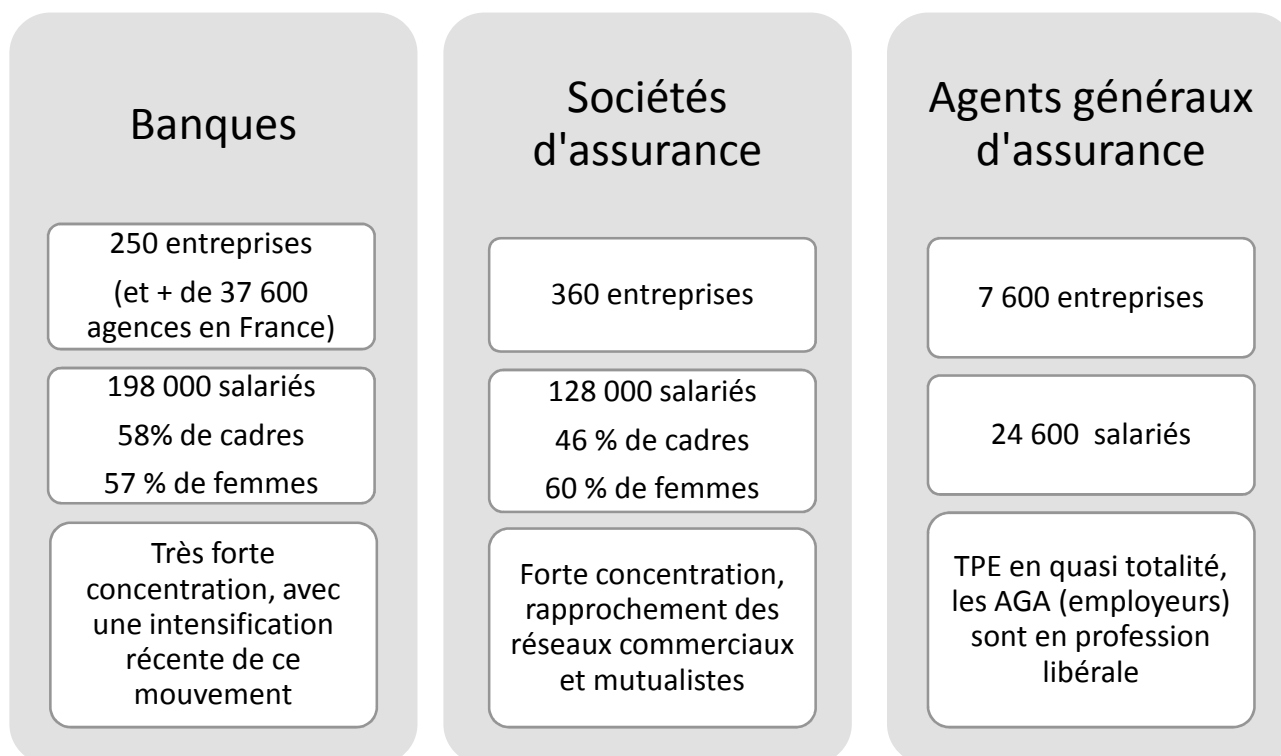 Banques
250 entreprises
(et + de 37 600
agences en France)
198 000 salariés
58% de cadres
57 % de femmes
Très forte
concentration, avec
une intensification
récente de ce
mouvement
Sociétés
d'assurance
360 entreprises
128 000 salariés
46 % de cadres
60 % de femmes
Forte concentration,
rapprochement des
réseaux commerciaux
et mutualistes
Agents généraux
d'assurance
7 600 entreprises
24 600  salariés
TPE en quasi totalité,
les AGA (employeurs)
sont en profession
libérale